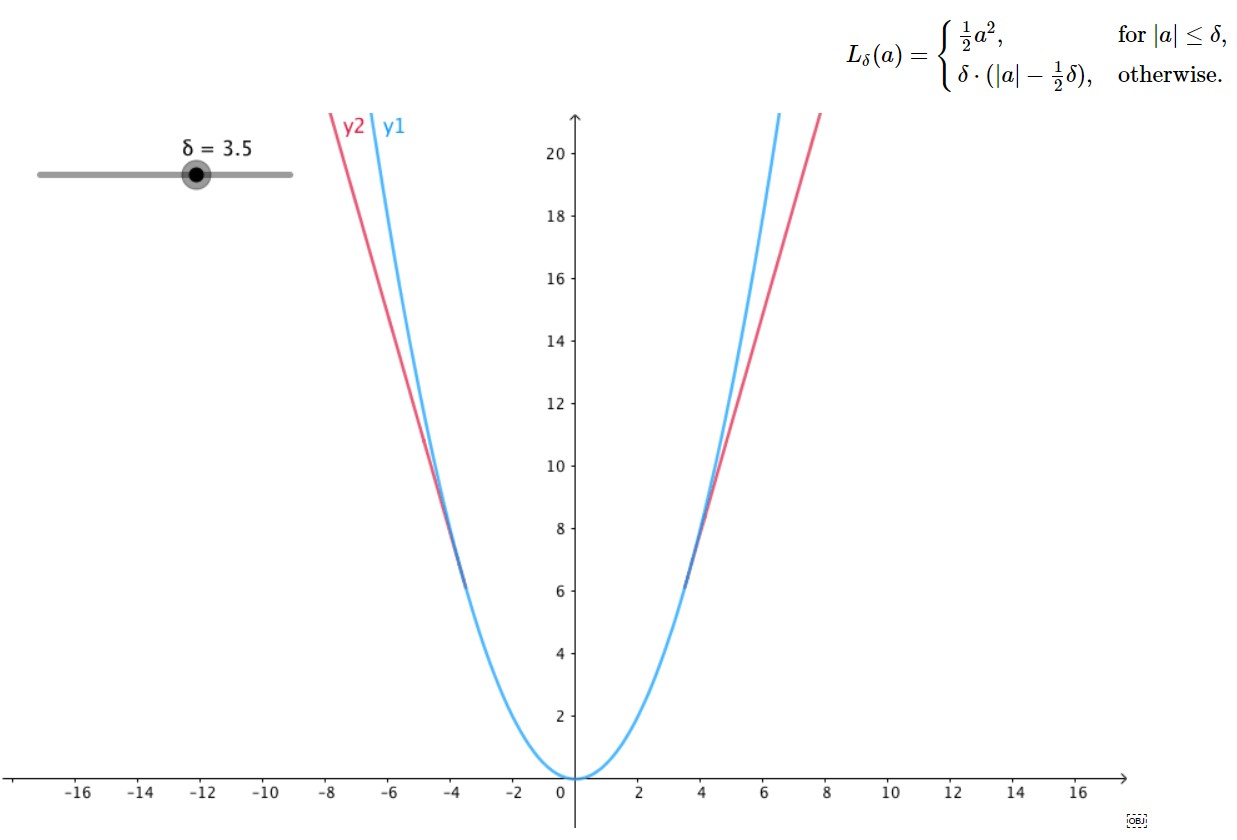 L_δ(a) = { ½a², for |a| ≤ δ,
δ · (|a| − ½δ), otherwise.
y2 y1
δ = 3.5
20
18
16
14
12
10
8
6
4
2
-16 -14 -12 -10 -8 -6 -4 -2 0 2 4 6 8 10 12 14 16
OBJ